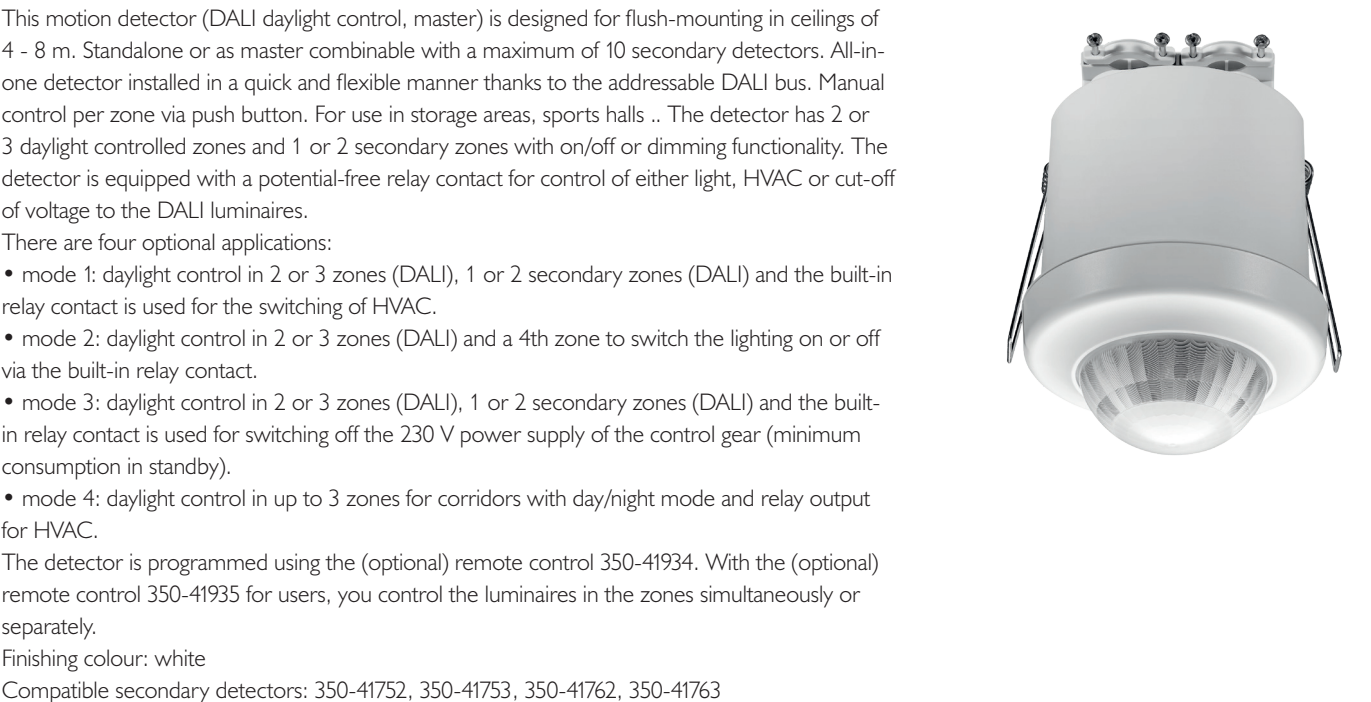 This motion detector (DALI daylight control, master) is designed for flush-mounting in ceilings of
4 - 8 m. Standalone or as master combinable with a maximum of 10 secondary detectors. All-in-
one detector installed in a quick and flexible manner thanks to the addressable DALI bus. Manual
control per zone via push button. For use in storage areas, sports halls .. The detector has 2 or
3 daylight controlled zones and 1 or 2 secondary zones with on/off or dimming functionality. The
detector is equipped with a potential-free relay contact for control of either light, HVAC or cut-off
of voltage to the DALI luminaires.
There are four optional applications:
• mode 1: daylight control in 2 or 3 zones (DALI), 1 or 2 secondary zones (DALI) and the built-in
relay contact is used for the switching of HVAC.
• mode 2: daylight control in 2 or 3 zones (DALI) and a 4th zone to switch the lighting on or off
via the built-in relay contact.
• mode 3: daylight control in 2 or 3 zones (DALI), 1 or 2 secondary zones (DALI) and the built-
in relay contact is used for switching off the 230 V power supply of the control gear (minimum
consumption in standby).
• mode 4: daylight control in up to 3 zones for corridors with day/night mode and relay output
for HVAC.
The detector is programmed using the (optional) remote control 350-41934. With the (optional)
remote control 350-41935 for users, you control the luminaires in the zones simultaneously or
separately.
Finishing colour: white
Compatible secondary detectors: 350-41752, 350-41753, 350-41762, 350-41763